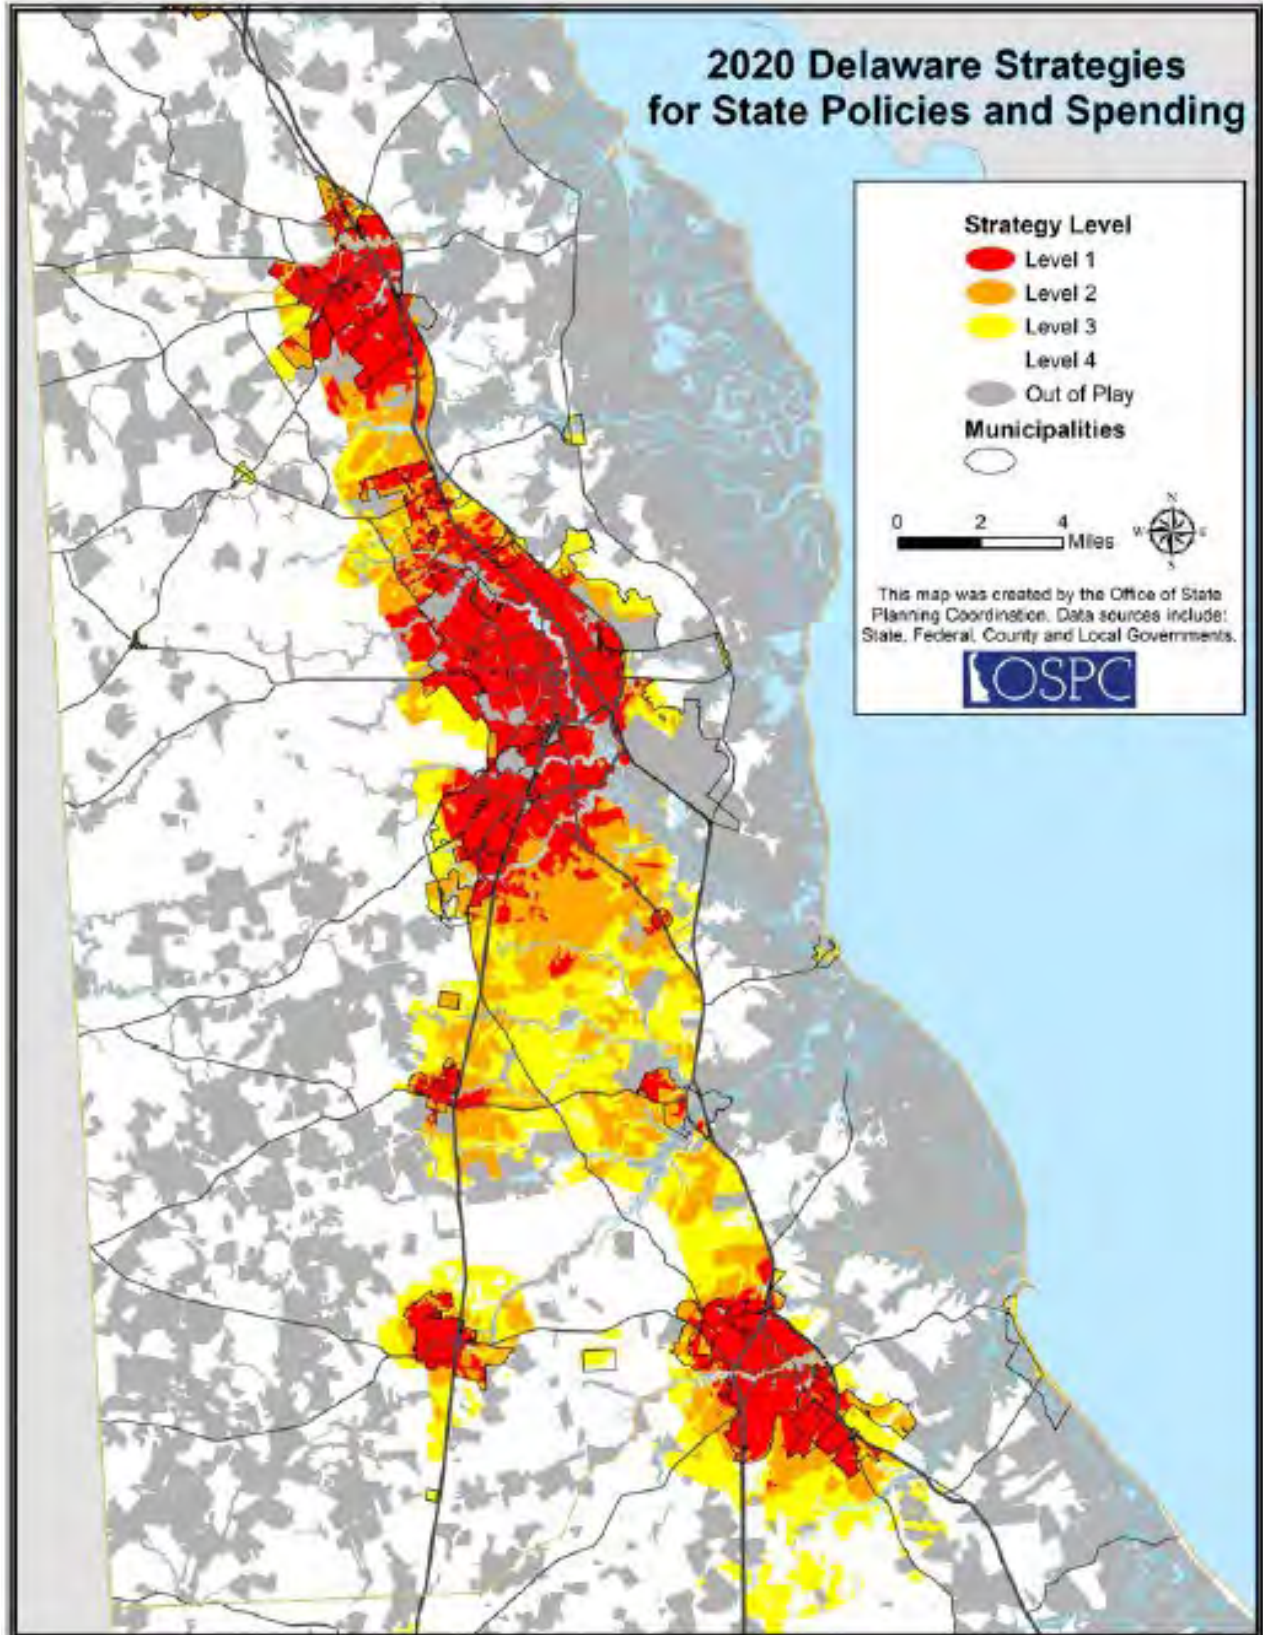 2020 Delaware Strategies
for State Policies and Spending
Strategy Level
Level 1
Level 2
Level 3
Level 4
Out of Play
Municipalities
0 2 4
Miles
N
W E
S
This map was created by the Office of State
Planning Coordination. Data sources include:
State, Federal, County and Local Governments.
OSPC